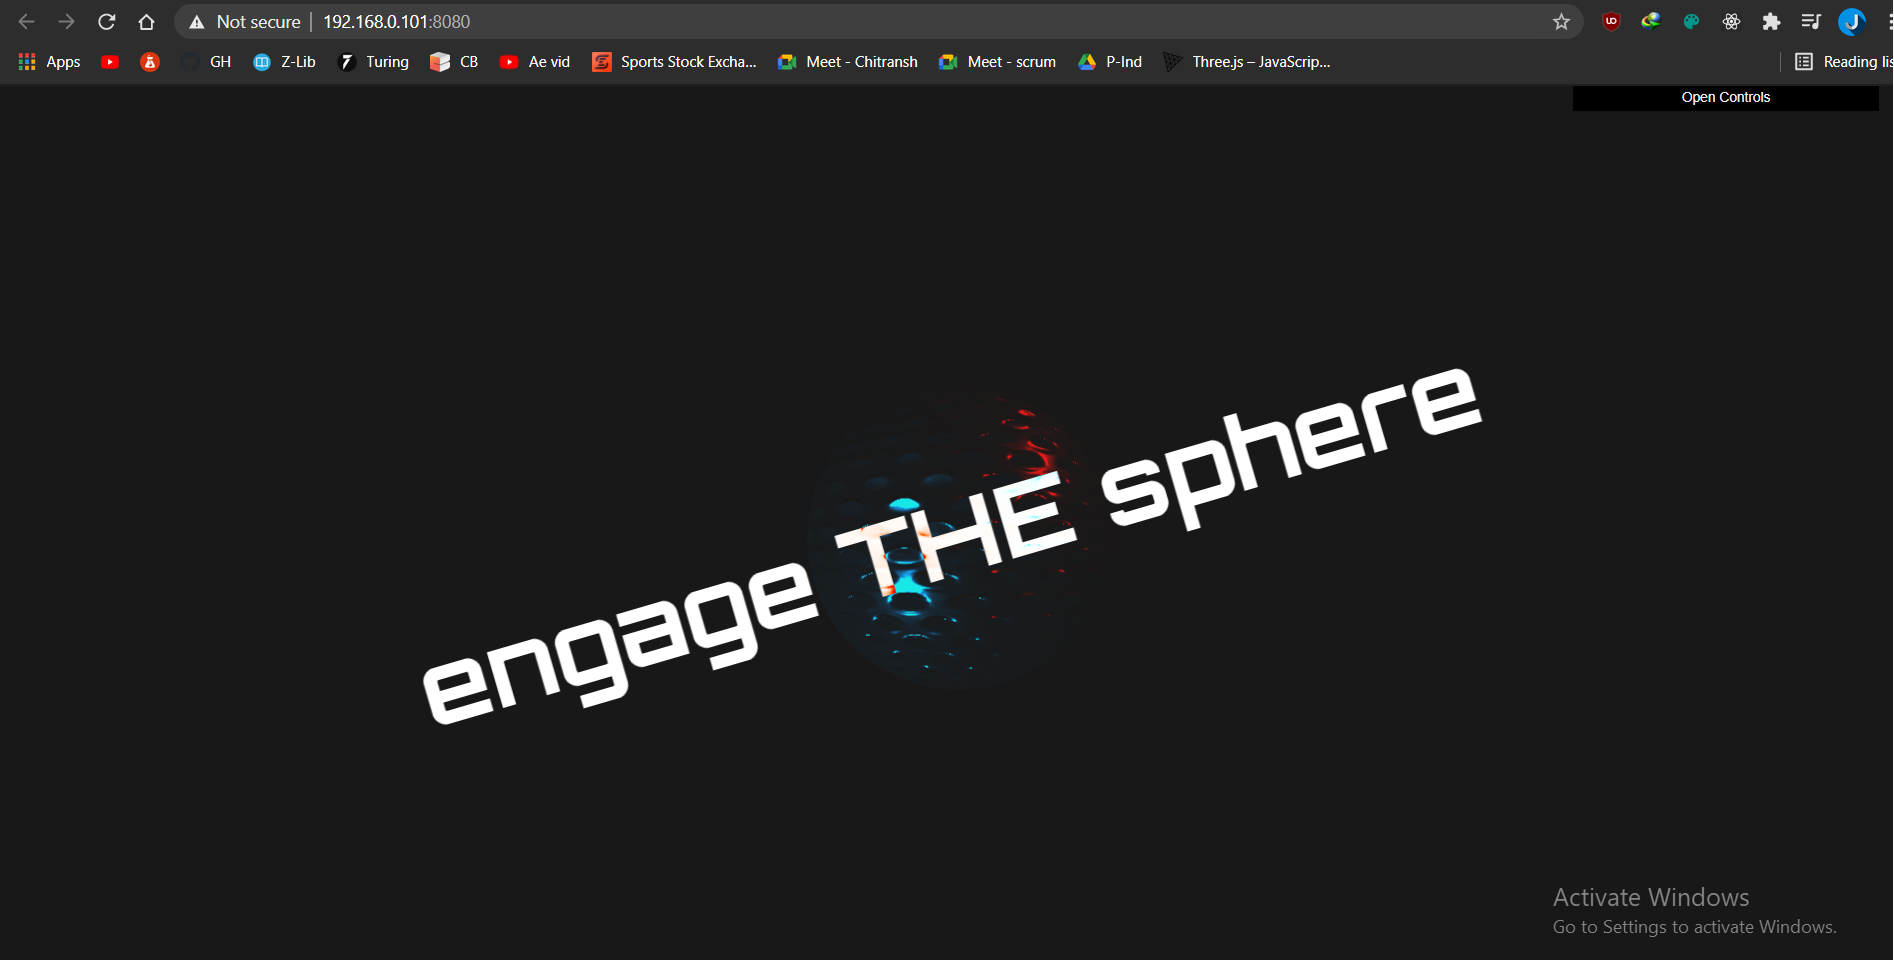 Not secure | 192.168.0.101:8080
Apps GH Z-Lib Turing CB Ae vid Sports Stock Excha... Meet - Chitransh Meet - scrum P-Ind Three.js – JavaScrip... Reading lis
Open Controls
engage THE sphere
Activate Windows
Go to Settings to activate Windows.